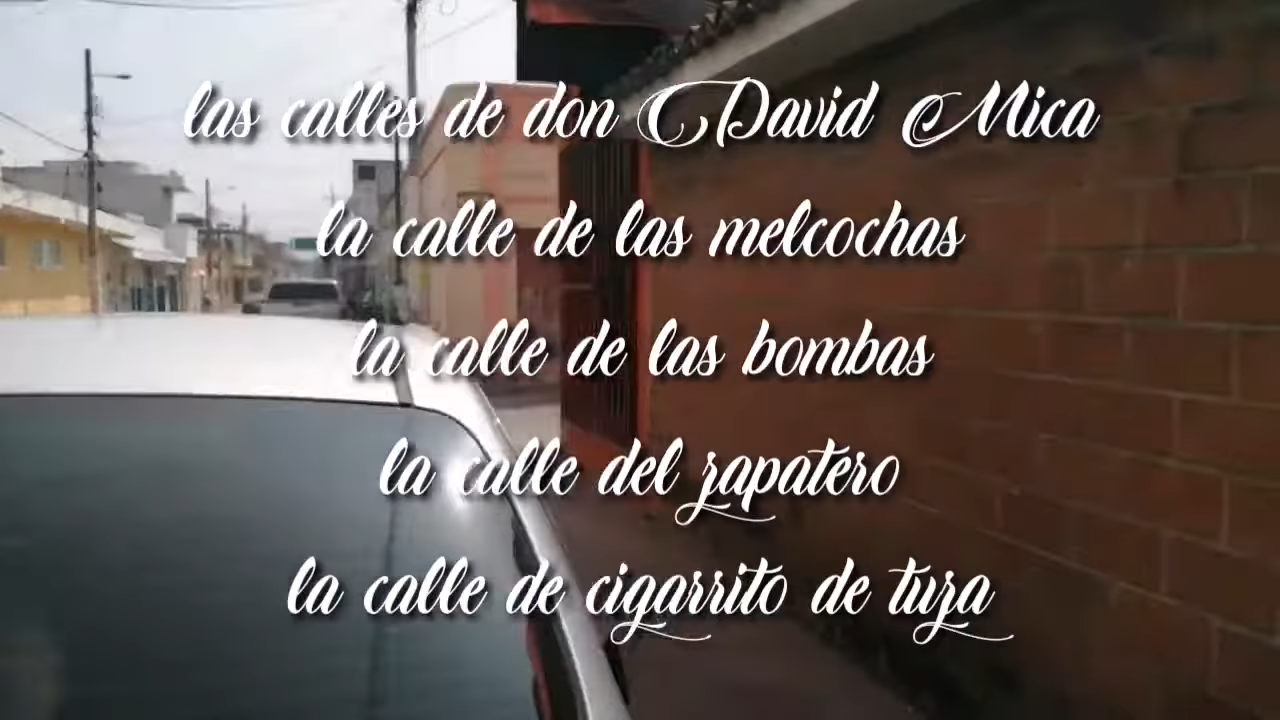 las calles de don David Mica
la calle de las melcochas
la calle de las bombas
la calle del zapatero
la calle de cigarrito de tuza